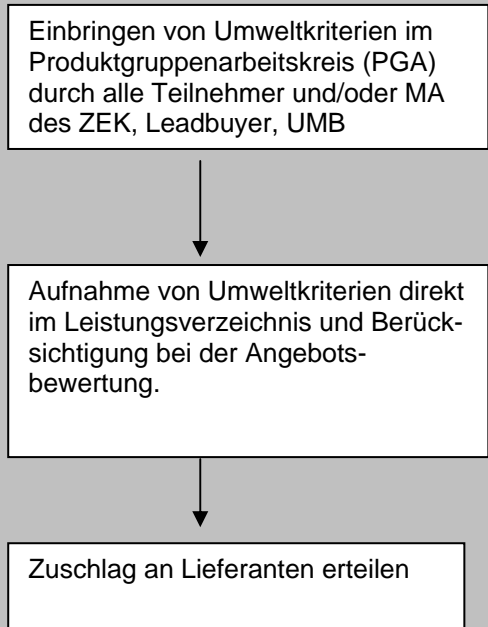 Einbringen von Umweltkriterien im
Produktgruppenarbeitskreis (PGA)
durch alle Teilnehmer und/oder MA
des ZEK, Leadbuyer, UMB
Aufnahme von Umweltkriterien direkt
im Leistungsverzeichnis und Berück-
sichtigung bei der Angebots-
bewertung.
Zuschlag an Lieferanten erteilen